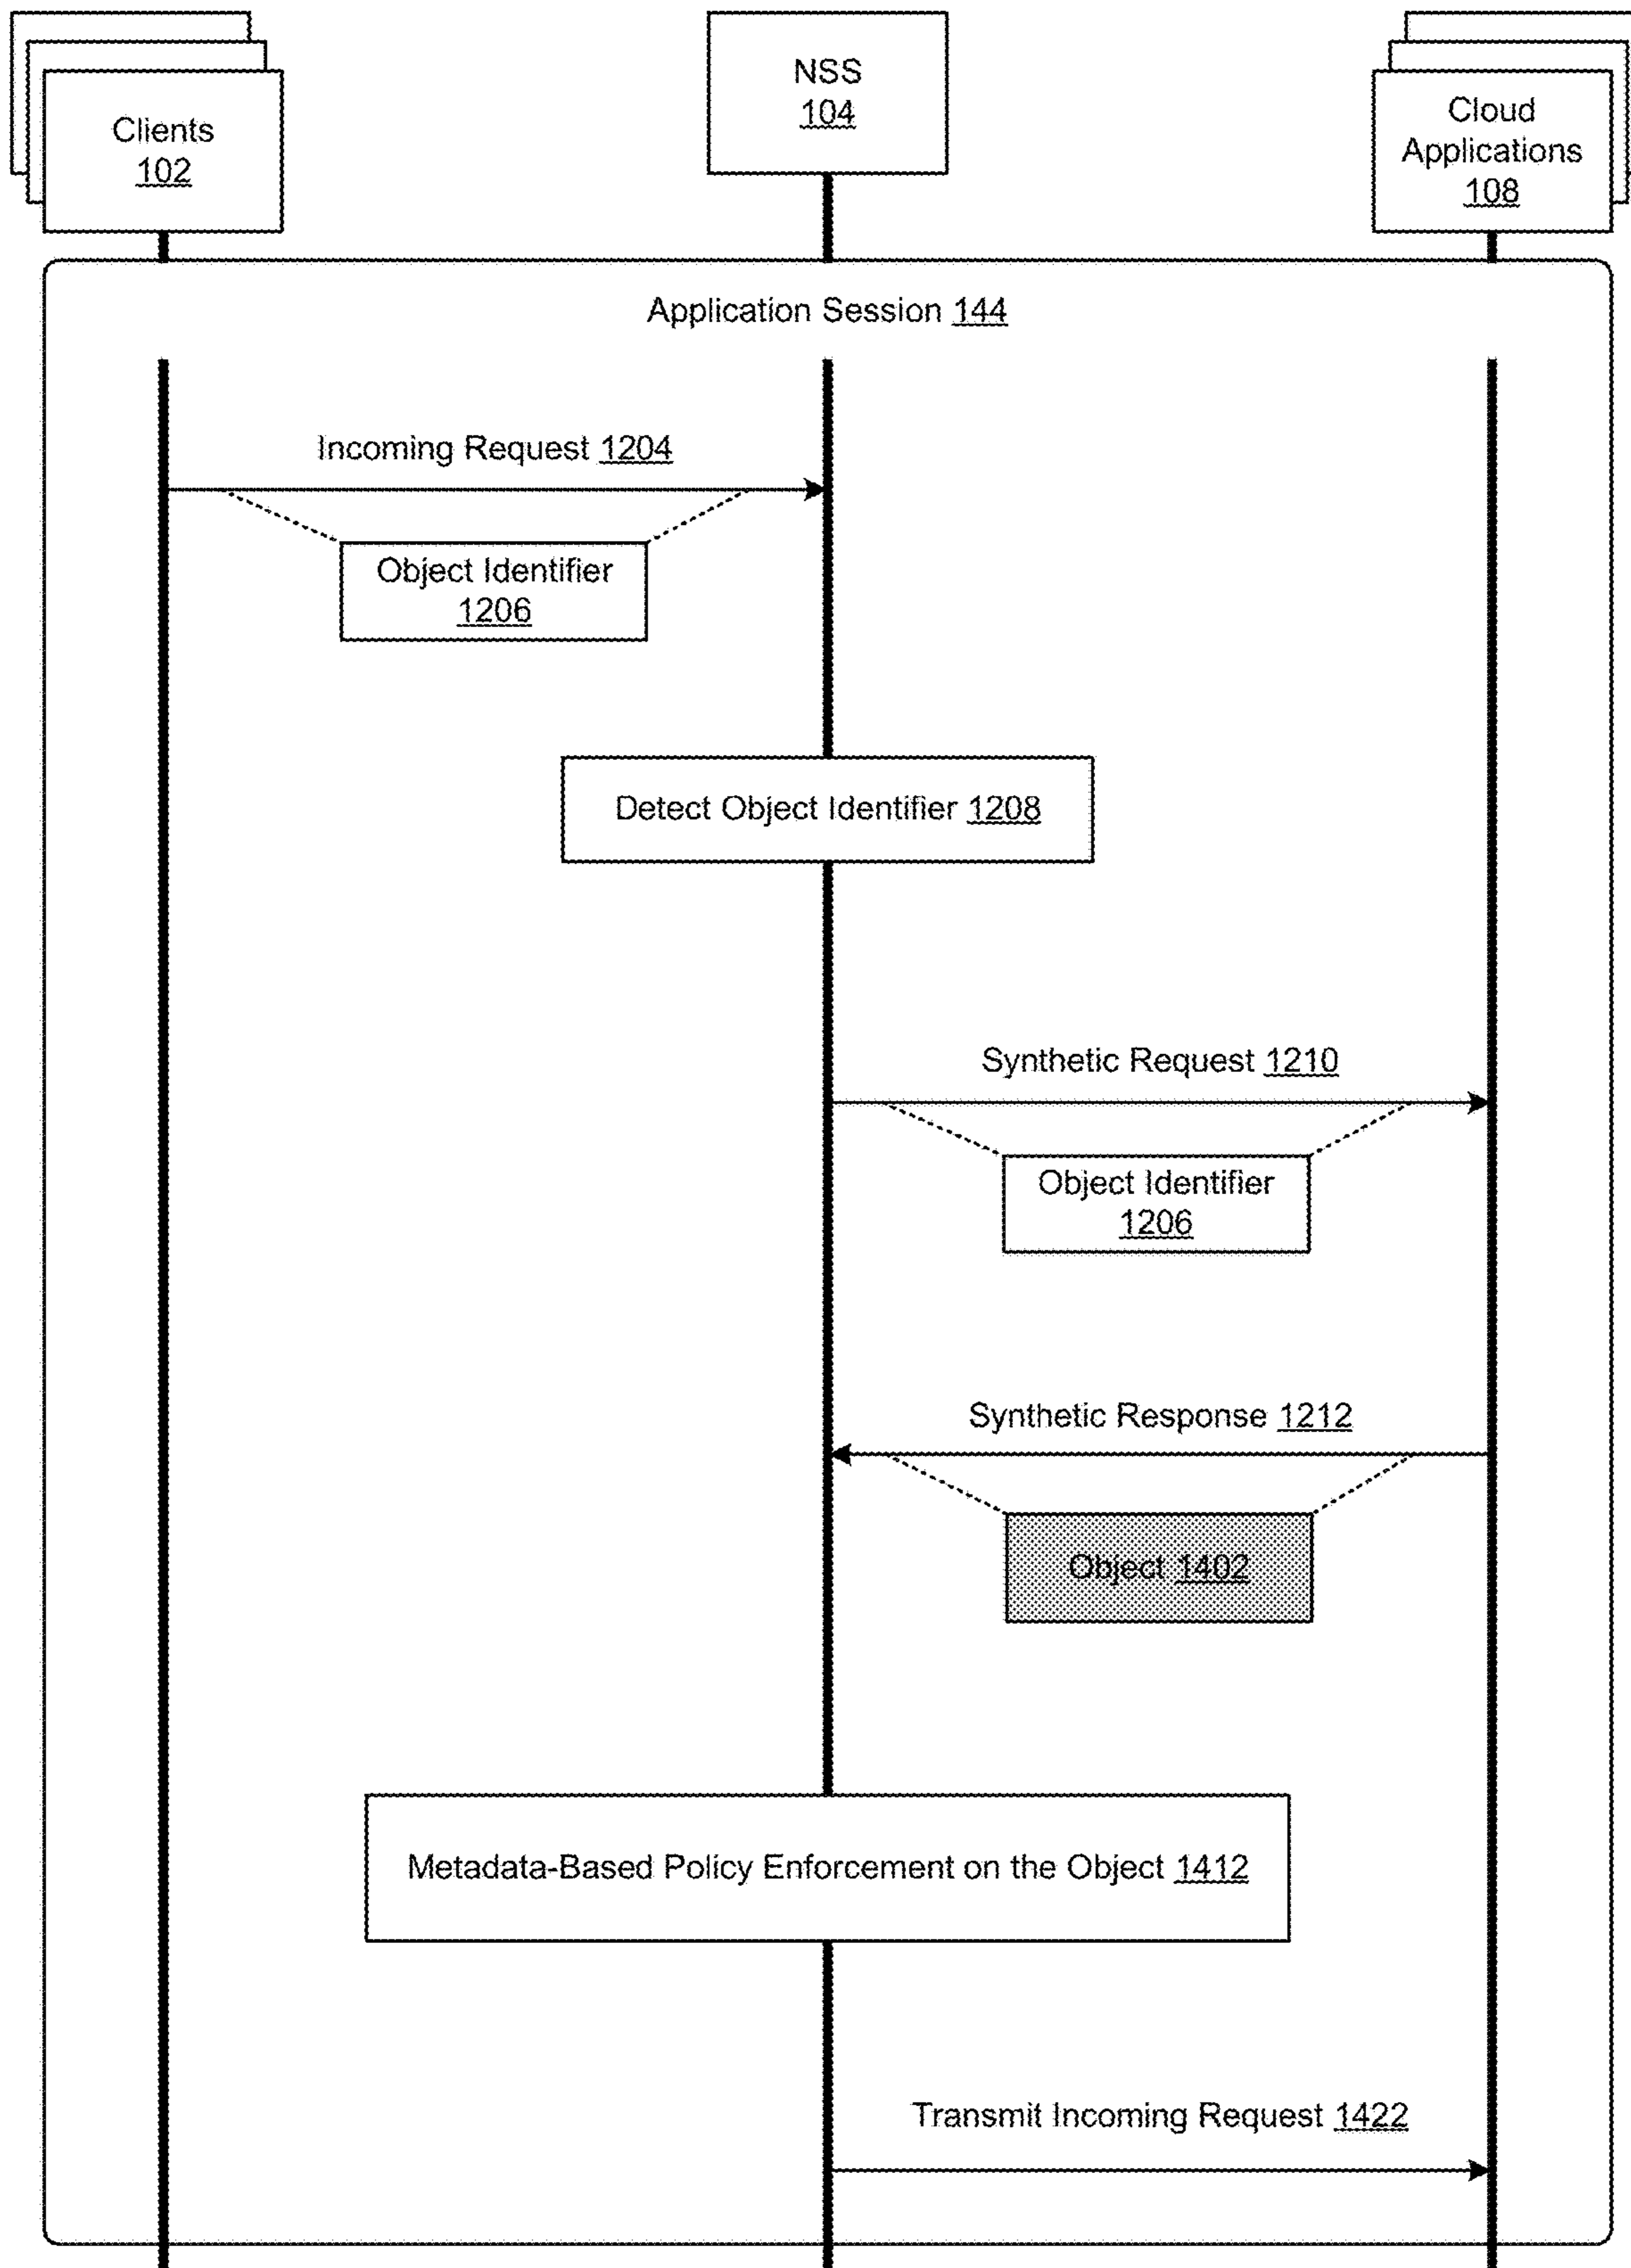 Clients
102
NSS
104
Cloud
Applications
108
Application Session 144
Incoming Request 1204
Object Identifier
1206
Detect Object Identifier 1208
Synthetic Request 1210
Object Identifier
1206
Synthetic Response 1212
Object 1402
Metadata-Based Policy Enforcement on the Object 1412
Transmit Incoming Request 1422